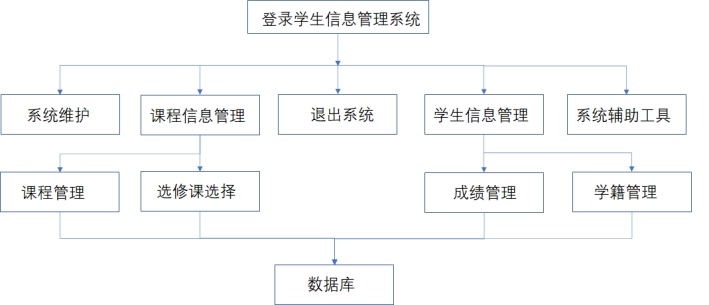 登录学生信息管理系统
系统维护
课程信息管理
退出系统
学生信息管理
系统辅助工具
课程管理
选修课选择
成绩管理
学籍管理
数据库